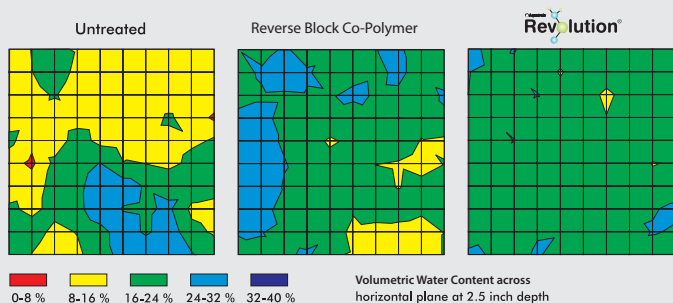 Untreated
Reverse Block Co-Polymer
Revolution®
0-8 %
8-16 %
16-24 %
24-32 %
32-40 %
Volumetric Water Content across
horizontal plane at 2.5 inch depth